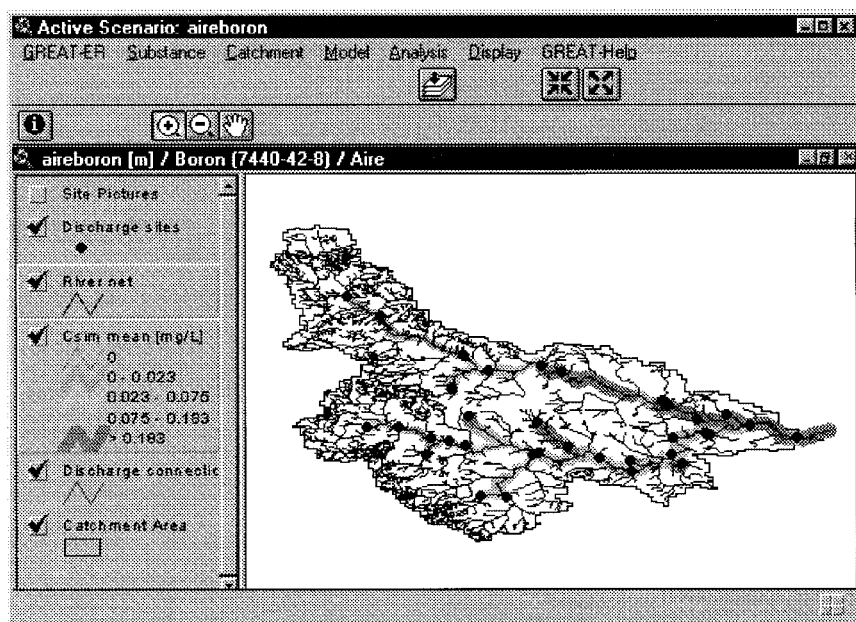 Active Scenario: aireboron
GREAT-ER Substance Catchment Model Analysis Display GREAT-Help
aireboron [m] / Boron (7440-42-8) / Aire
Site Pictures
Discharge sites
River net
Csim mean [mg/L]
0
0 - 0.023
0.023 - 0.075
0.075 - 0.193
> 0.193
Discharge connectic
Catchment Area